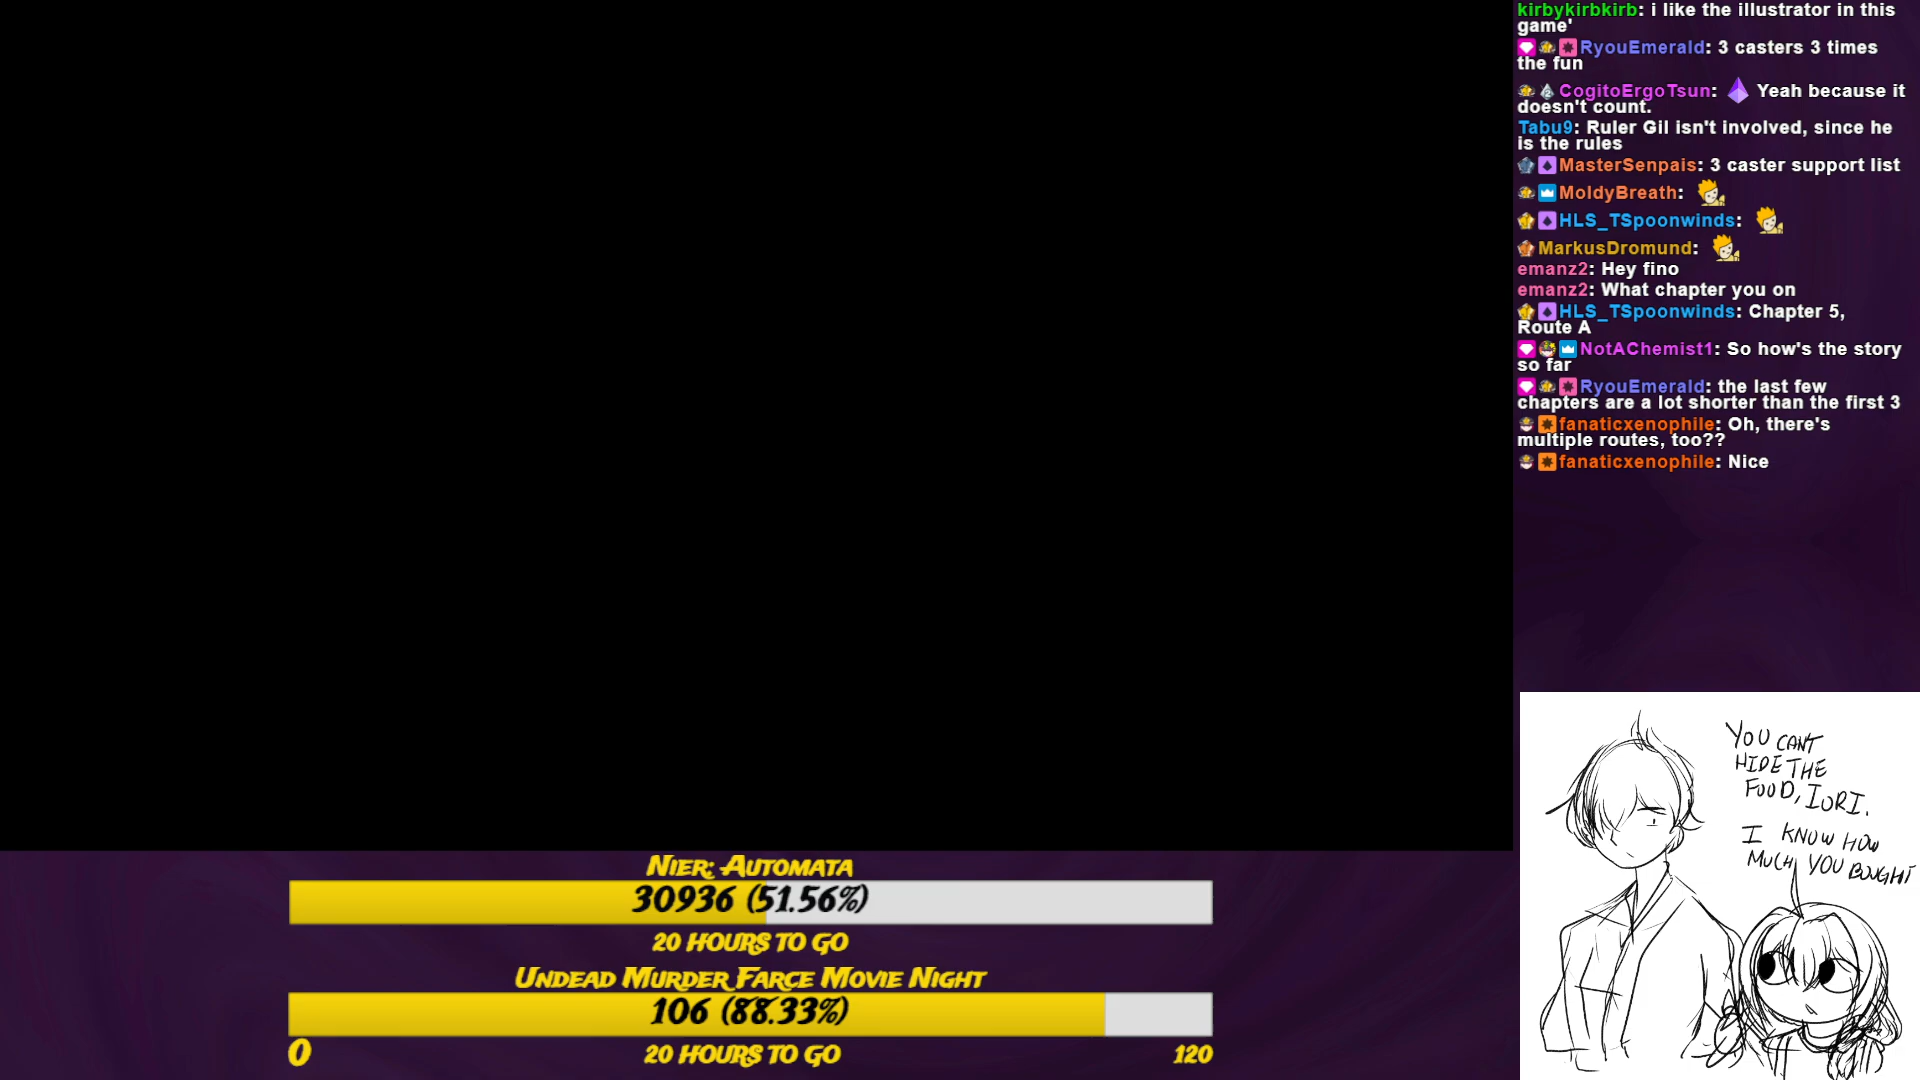 kirbykirbkirb: i like the illustrator in this
game'
RyouEmerald: 3 casters 3 times
the fun
CogitoErgoTsun: Yeah because it
doesn't count.
Tabu9: Ruler Gil isn't involved, since he
is the rules
MasterSenpais: 3 caster support list
MoldyBreath:
HLS_TSpoonwinds:
MarkusDromund:
emanz2: Hey fino
emanz2: What chapter you on
HLS_TSpoonwinds: Chapter 5,
Route A
NotAChemist1: So how's the story
so far
RyouEmerald: the last few
chapters are a lot shorter than the first 3
fanaticxenophile: Oh, there's
multiple routes, too??
fanaticxenophile: Nice
YOU CANT
HIDE THE
FOOD, IORI.
I KNOW HOW
MUCH YOU BOUGHT
NIER: AUTOMATA
30936 (51.56%)
20 HOURS TO GO
UNDEAD MURDER FARCE MOVIE NIGHT
106 (88.33%)
0
20 HOURS TO GO
120